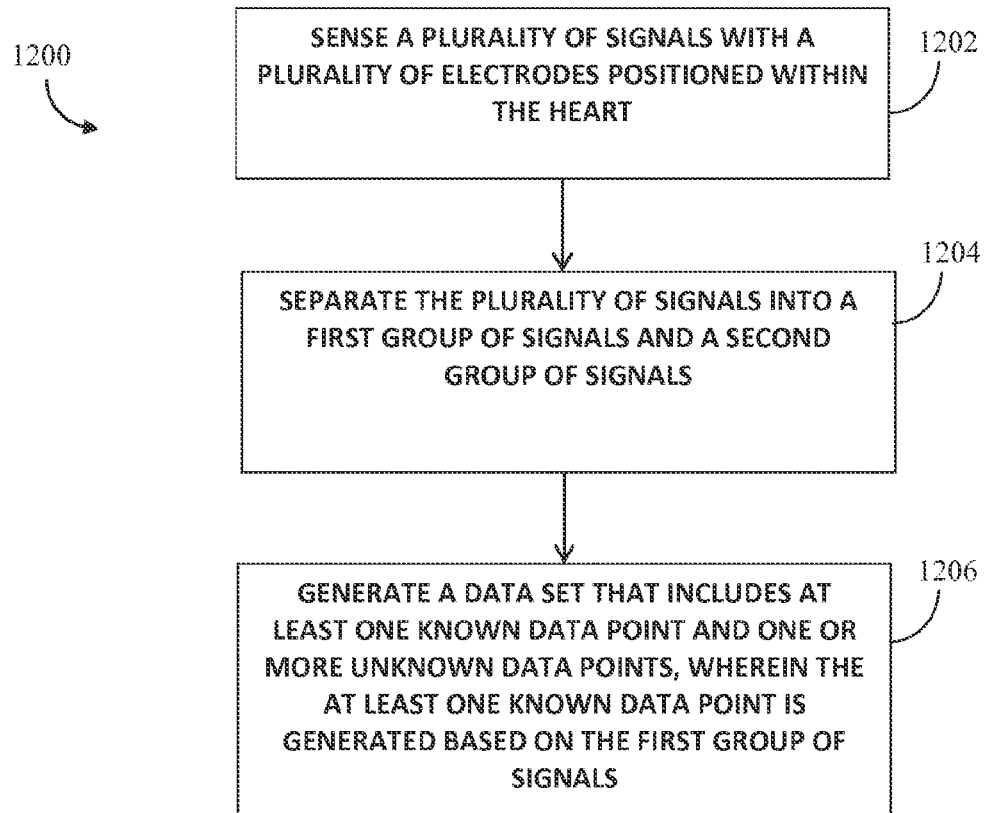 1200
SENSE A PLURALITY OF SIGNALS WITH A
PLURALITY OF ELECTRODES POSITIONED WITHIN
THE HEART
1202
SEPARATE THE PLURALITY OF SIGNALS INTO A
FIRST GROUP OF SIGNALS AND A SECOND
GROUP OF SIGNALS
1204
GENERATE A DATA SET THAT INCLUDES AT
LEAST ONE KNOWN DATA POINT AND ONE OR
MORE UNKNOWN DATA POINTS, WHEREIN THE
AT LEAST ONE KNOWN DATA POINT IS
GENERATED BASED ON THE FIRST GROUP OF
SIGNALS
1206